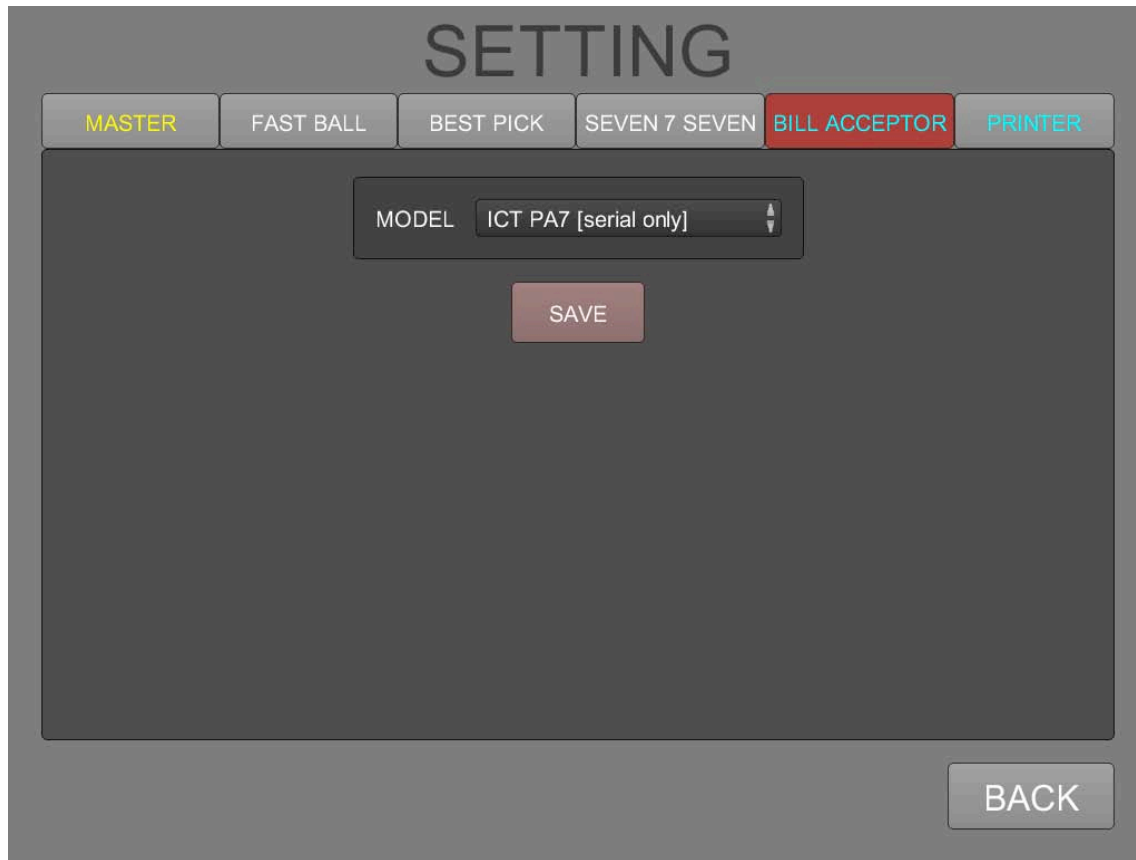 SETTING
MASTER FAST BALL BEST PICK SEVEN 7 SEVEN BILL ACCEPTOR PRINTER
MODEL ICT PA7 [serial only]
SAVE
BACK